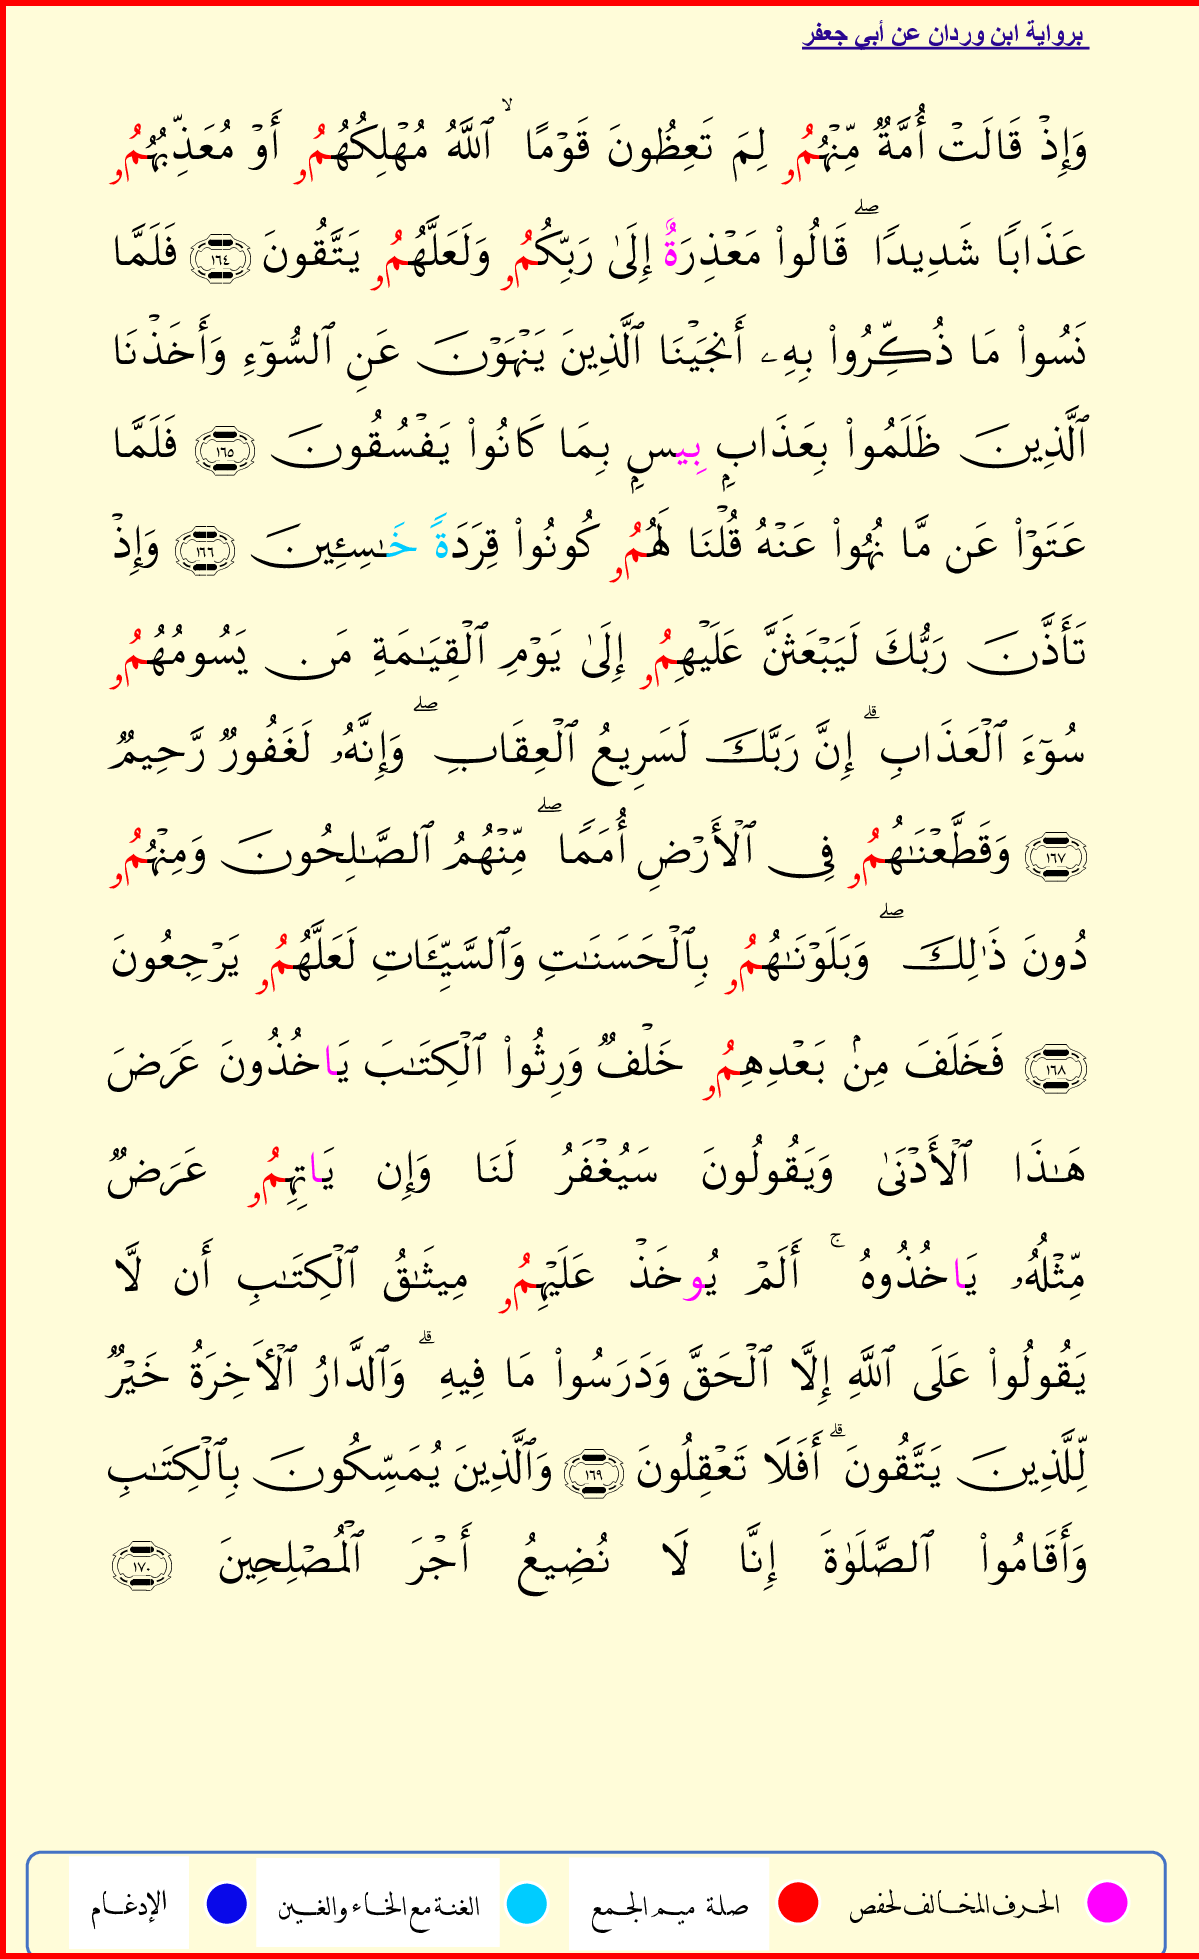 برواية ابن وردان عن أبي جعفر
وَإِذۡ قَالَتۡ أُمَّةٞ مِّنۡهُمُۥ لِمَ تَعِظُونَ قَوۡمًا ۙ ٱللَّهُ مُهۡلِكُهُمُۥ أَوۡ مُعَذِّبُهُمُۥ
عَذَابٗا شَدِيدٗاۖ قَالُواْ مَعۡذِرَةٌ إِلَىٰ رَبِّكُمُۥ وَلَعَلَّهُمُۥ يَتَّقُونَ ١٦٤ فَلَمَّا
نَسُواْ مَا ذُكِّرُواْ بِهِۦٓ أَنجَيۡنَا ٱلَّذِينَ يَنۡهَوۡنَ عَنِ ٱلسُّوٓءِ وَأَخَذۡنَا
ٱلَّذِينَ ظَلَمُواْ بِعَذَابِۭ بِيسِۭ بِمَا كَانُواْ يَفۡسُقُونَ ١٦٥ فَلَمَّا
عَتَوۡاْ عَن مَّا نُهُواْ عَنۡهُ قُلۡنَا لَهُمُۥ كُونُواْ قِرَدَةً خَٰسِـِٔينَ ١٦٦ وَإِذۡ
تَأَذَّنَ رَبُّكَ لَيَبۡعَثَنَّ عَلَيۡهِمُۥ إِلَىٰ يَوۡمِ ٱلۡقِيَٰمَةِ مَن يَسُومُهُمُۥ
سُوٓءَ ٱلۡعَذَابِۗ إِنَّ رَبَّكَ لَسَرِيعُ ٱلۡعِقَابِۖ وَإِنَّهُۥ لَغَفُورٞ رَّحِيمٞ
١٦٧ وَقَطَّعۡنَٰهُمُۥ فِي ٱلۡأَرۡضِ أُمَمٗاۖ مِّنۡهُمُ ٱلصَّٰلِحُونَ وَمِنۡهُمُۥ
دُونَ ذَٰلِكَۖ وَبَلَوۡنَٰهُمُۥ بِٱلۡحَسَنَٰتِ وَٱلسَّيِّـَٔاتِ لَعَلَّهُمُۥ يَرۡجِعُونَ
١٦٨ فَخَلَفَ مِنۢ بَعۡدِهِمُۥ خَلۡفٞ وَرِثُواْ ٱلۡكِتَٰبَ يَاخُذُونَ عَرَضَ
هَٰذَا ٱلۡأَدۡنَىٰ وَيَقُولُونَ سَيُغۡفَرُ لَنَا وَإِن يَاتِهِمُۥ عَرَضٞ
مِّثۡلُهُۥ يَاخُذُوهُۚ أَلَمۡ يُوخَذۡ عَلَيۡهِمُۥ مِيثَٰقُ ٱلۡكِتَٰبِ أَن لَّا
يَقُولُواْ عَلَى ٱللَّهِ إِلَّا ٱلۡحَقَّ وَدَرَسُواْ مَا فِيهِۗ وَٱلدَّارُ ٱلۡأٓخِرَةُ خَيۡرٞ
لِّلَّذِينَ يَتَّقُونَۗ أَفَلَا تَعۡقِلُونَ ١٦٩ وَٱلَّذِينَ يُمَسِّكُونَ بِٱلۡكِتَٰبِ
وَأَقَامُواْ ٱلصَّلَوٰةَ إِنَّا لَا نُضِيعُ أَجۡرَ ٱلۡمُصۡلِحِينَ ١٧٠
الحرف المخالف لحفص صلة ميم الجمع الغنة مع الخاء والغين الإدغام